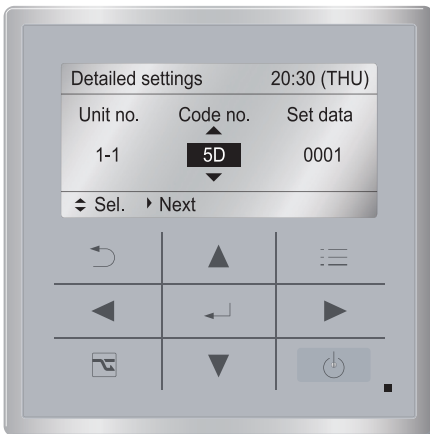 Detailed settings 20:30 (THU)
Unit no. Code no. Set data
1-1 5D 0001
Sel. Next